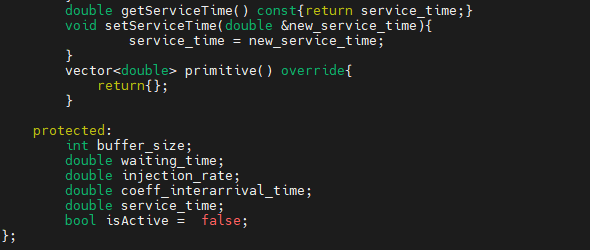 double getServiceTime() const{return service_time;}
void setServiceTime(double &new_service_time){
service_time = new_service_time;
}
vector<double> primitive() override{
return{};
}
protected:
int buffer_size;
double waiting_time;
double injection_rate;
double coeff_interarrival_time;
double service_time;
bool isActive = false;
};